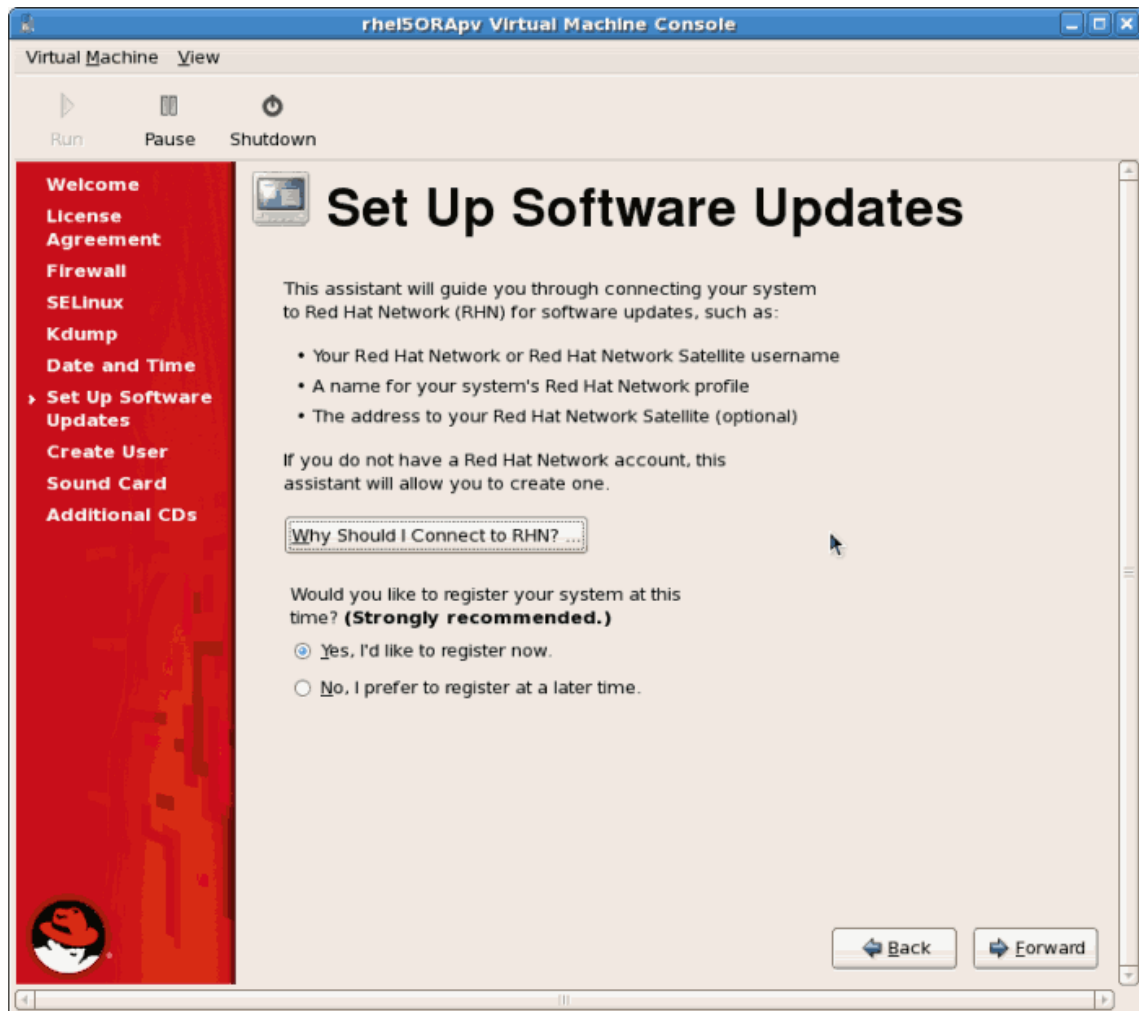 rhel5ORApv Virtual Machine Console
Virtual Machine View
Run Pause Shutdown
Welcome
License
Agreement
Firewall
SELinux
Kdump
Date and Time
Set Up Software
Updates
Create User
Sound Card
Additional CDs
Set Up Software Updates
This assistant will guide you through connecting your system
to Red Hat Network (RHN) for software updates, such as:
• Your Red Hat Network or Red Hat Network Satellite username
• A name for your system's Red Hat Network profile
• The address to your Red Hat Network Satellite (optional)
If you do not have a Red Hat Network account, this
assistant will allow you to create one.
Why Should I Connect to RHN? ...
Would you like to register your system at this
time? (Strongly recommended.)
Yes, I'd like to register now.
No, I prefer to register at a later time.
Back Forward